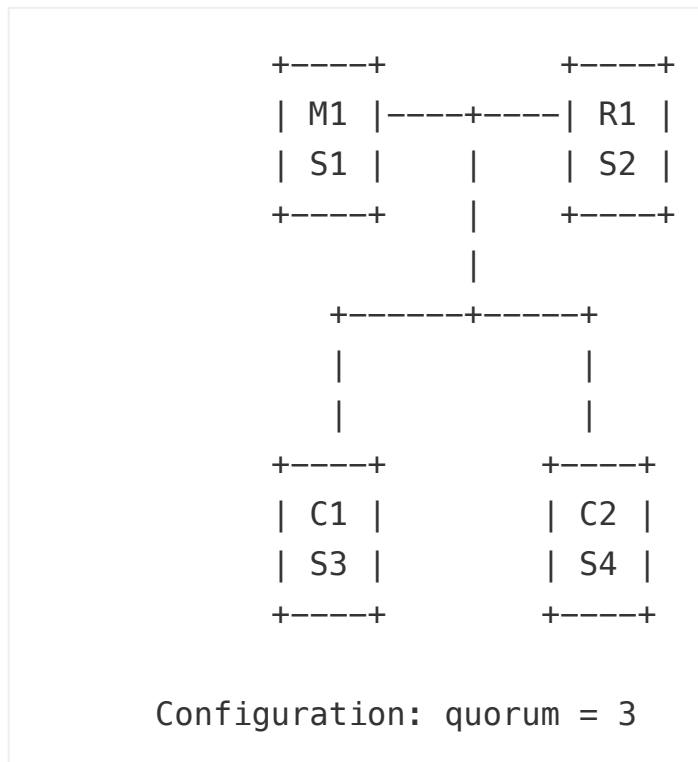 +----+         +----+
| M1 |----+----| R1 |
| S1 |    |    | S2 |
+----+    |    +----+
          |
   +------+-----+
   |            |
   |            |
+----+        +----+
| C1 |        | C2 |
| S3 |        | S4 |
+----+        +----+
Configuration: quorum = 3